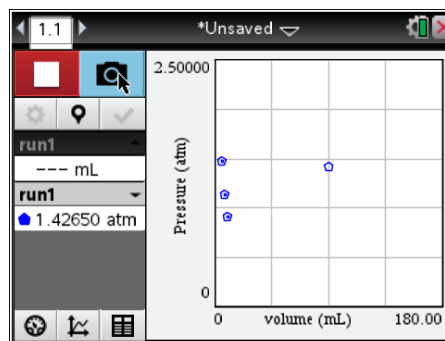 1.1
*Unsaved
run1
--- mL
run1
1.42650 atm
2.50000
Pressure (atm)
0
0 volume (mL) 180.00